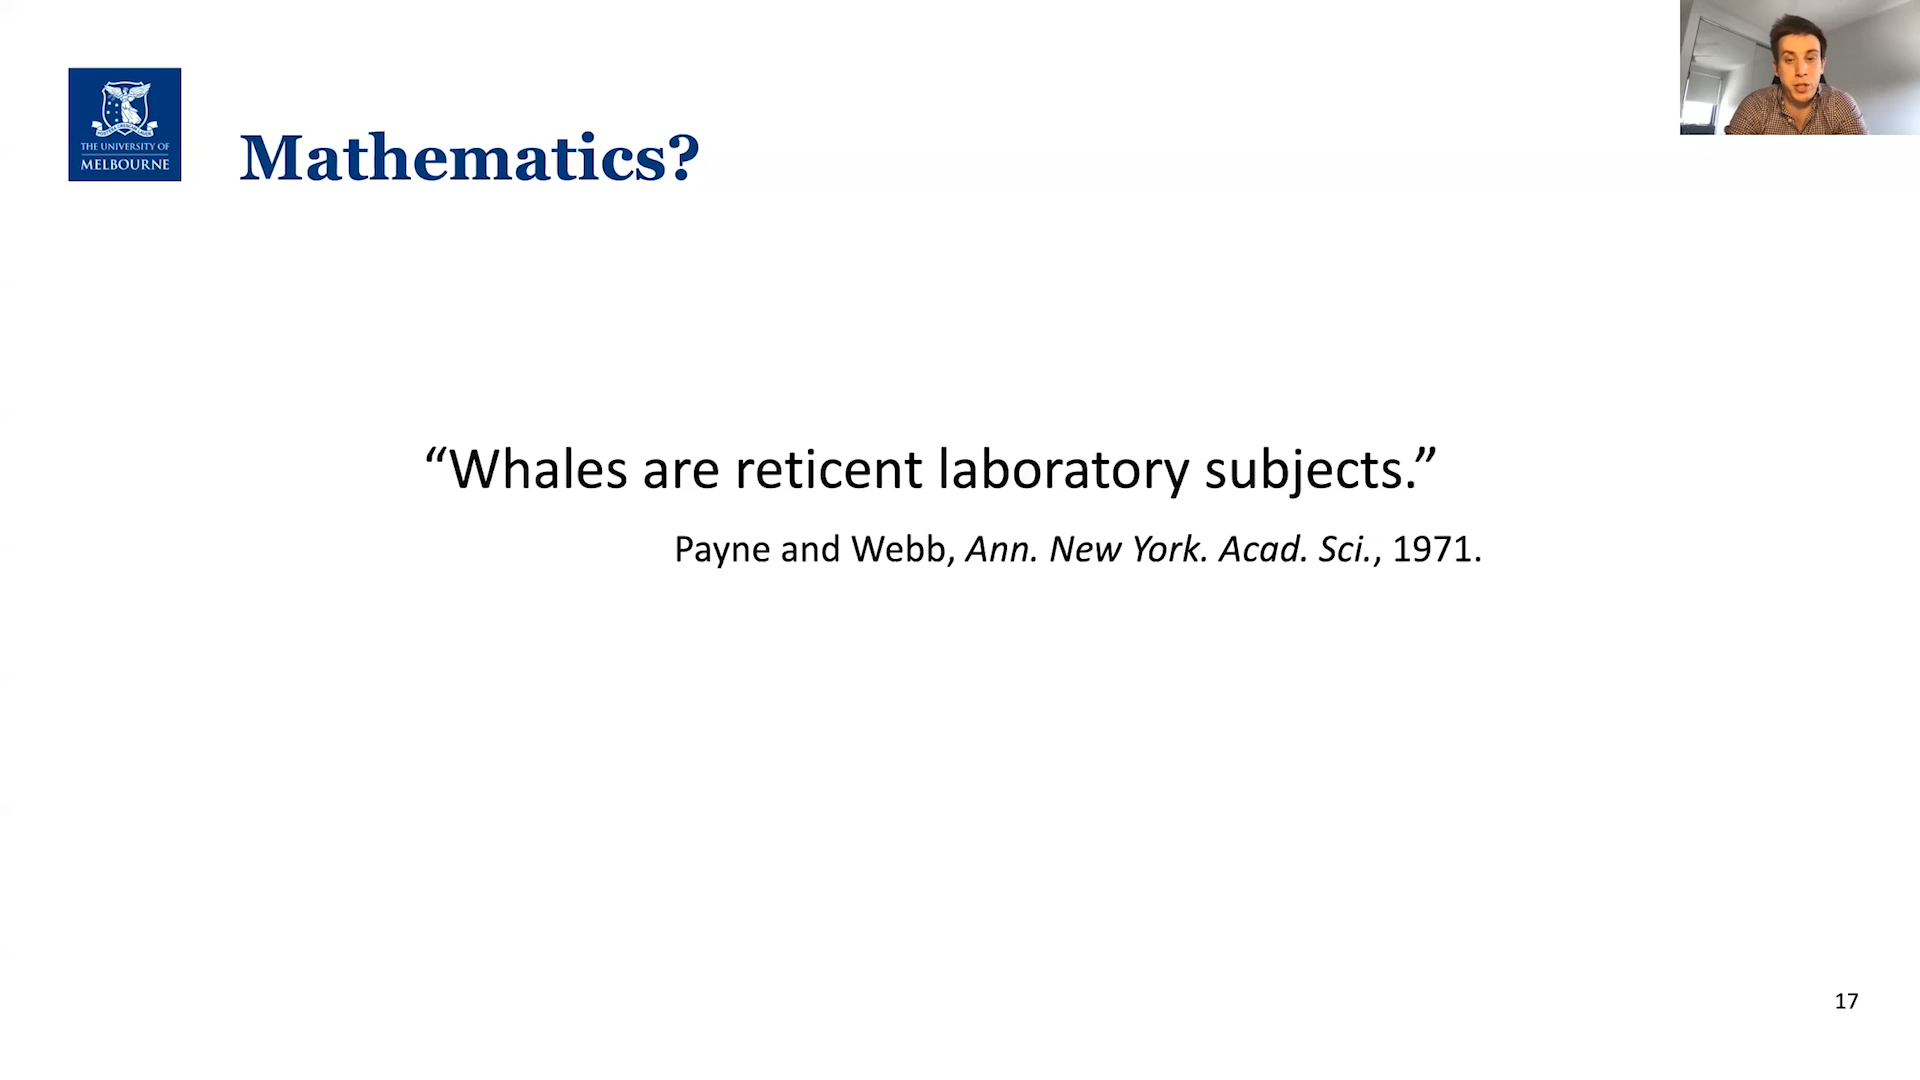 THE UNIVERSITY OF
MELBOURNE
Mathematics?
“Whales are reticent laboratory subjects.”
Payne and Webb, Ann. New York. Acad. Sci., 1971.
17